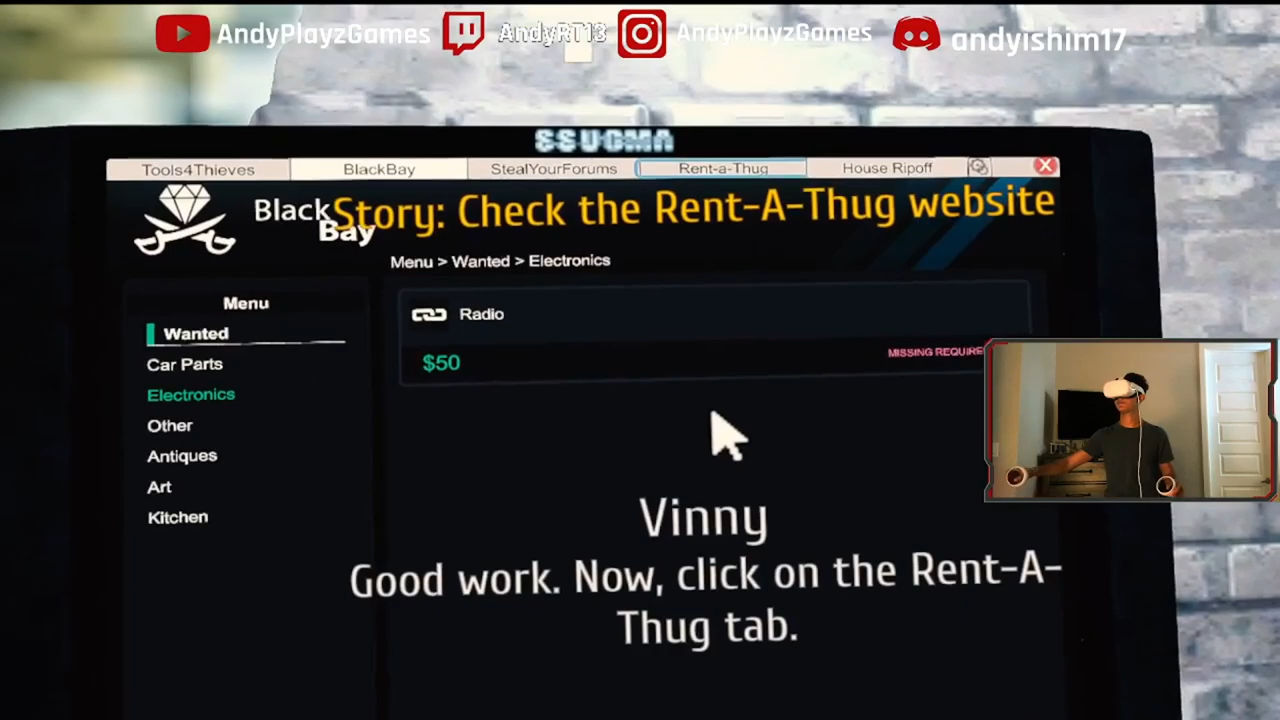 AndyPlayzGames AndyRT13 AndyPlayzGames andyishim17
SSUGMA
Tools4Thieves BlackBay StealYourForums Rent-a-Thug House Ripoff
Black
Bay
Story: Check the Rent-A-Thug website
Menu > Wanted > Electronics
Menu
Wanted
Car Parts
Electronics
Other
Antiques
Art
Kitchen
Radio
$50
MISSING REQUIRE
Vinny
Good work. Now, click on the Rent-A-
Thug tab.